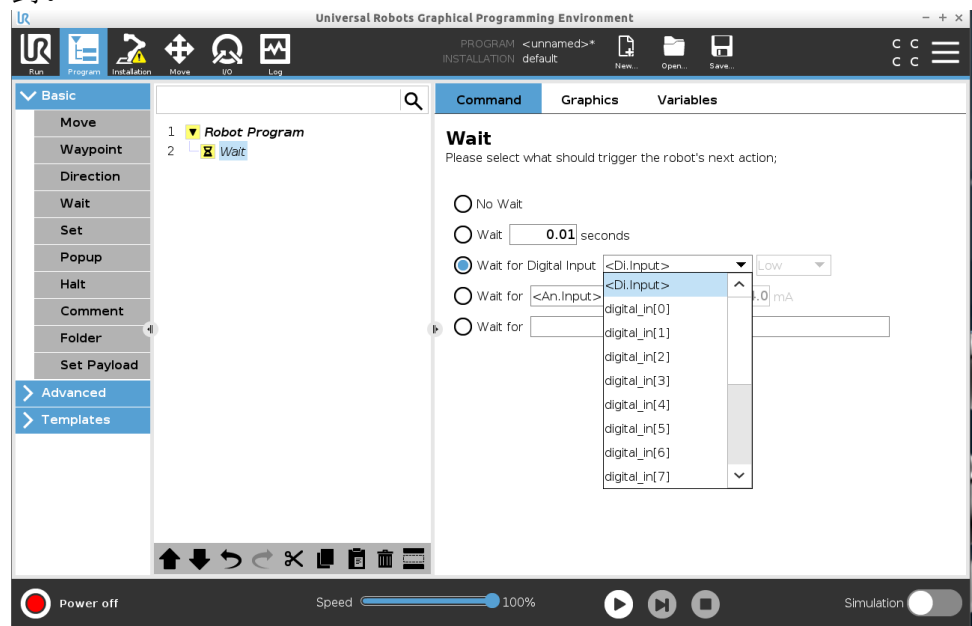 Universal Robots Graphical Programming Environment
PROGRAM <unnamed>*
INSTALLATION default
Run Program Installation Move I/O Log New... Open... Save...
C C
C C
Basic
Move
Waypoint
Direction
Wait
Set
Popup
Halt
Comment
Folder
Set Payload
Advanced
Templates
1 Robot Program
2 Wait
Command Graphics Variables
Wait
Please select what should trigger the robot's next action;
No Wait
Wait 0.01 seconds
Wait for Digital Input <Di.Input> Low
Wait for <An.Input> .0 mA
Wait for
<Di.Input>
digital_in[0]
digital_in[1]
digital_in[2]
digital_in[3]
digital_in[4]
digital_in[5]
digital_in[6]
digital_in[7]
Power off Speed 100% Simulation